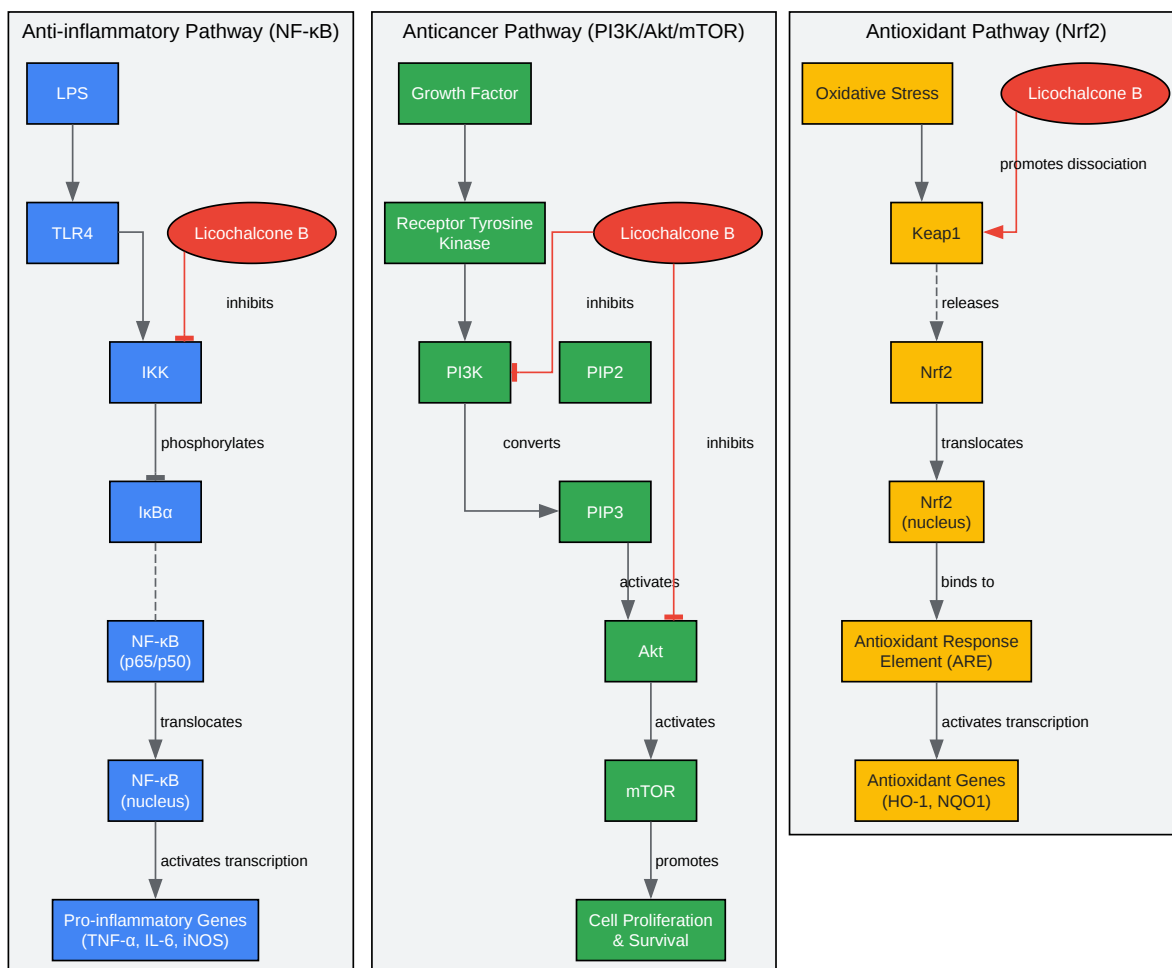 Anti-inflammatory Pathway (NF-κB)
LPS
TLR4
Licochalcone B
inhibits
IKK
phosphorylates
IκBα
NF-κB
(p65/p50)
translocates
NF-κB
(nucleus)
activates transcription
Pro-inflammatory Genes
(TNF-α, IL-6, iNOS)
Anticancer Pathway (PI3K/Akt/mTOR)
Growth Factor
Receptor Tyrosine
Kinase
Licochalcone B
inhibits
PI3K
PIP2
converts
inhibits
PIP3
activates
Akt
activates
mTOR
promotes
Cell Proliferation
& Survival
Antioxidant Pathway (Nrf2)
Oxidative Stress
Licochalcone B
promotes dissociation
Keap1
releases
Nrf2
translocates
Nrf2
(nucleus)
binds to
Antioxidant Response
Element (ARE)
activates transcription
Antioxidant Genes
(HO-1, NQO1)